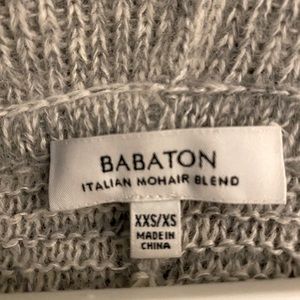 BABATON
ITALIAN MOHAIR BLEND
XXS/XS
MADE IN
CHINA